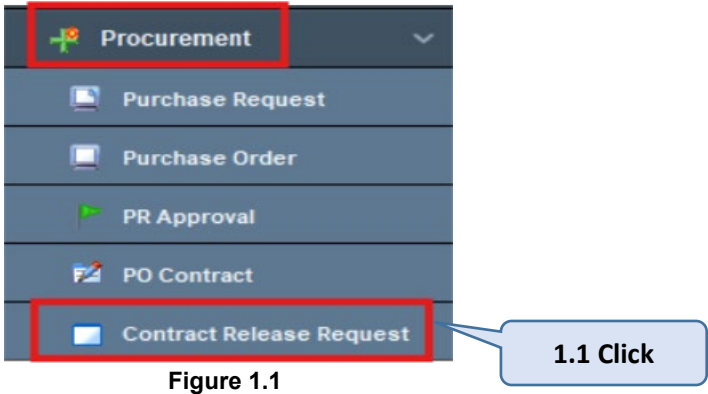 Procurement
Purchase Request
Purchase Order
PR Approval
PO Contract
Contract Release Request
1.1 Click
Figure 1.1